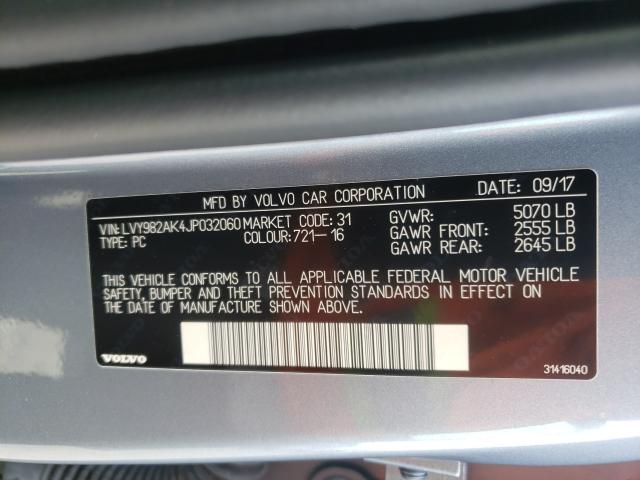 MFD BY VOLVO CAR CORPORATION DATE: 09/17
VIN: LVY982AK4JP032060 MARKET CODE: 31 GVWR: 5070 LB
TYPE: PC COLOUR: 721-16 GAWR FRONT: 2555 LB
GAWR REAR: 2645 LB
THIS VEHICLE CONFORMS TO ALL APPLICABLE FEDERAL MOTOR VEHICLE
SAFETY, BUMPER AND THEFT PREVENTION STANDARDS IN EFFECT ON
THE DATE OF MANUFACTURE SHOWN ABOVE.
VOLVO 31416040